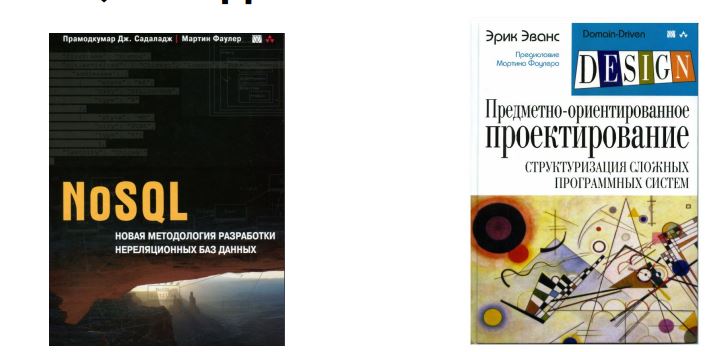 Прамодкумар Дж. Садаладж | Мартин Фаулер
NoSQL
НОВАЯ МЕТОДОЛОГИЯ РАЗРАБОТКИ
НЕРЕЛЯЦИОННЫХ БАЗ ДАННЫХ
Эрик Эванс
Предисловие
Мартина Фаулера
Domain-Driven
DESIGN
Предметно-ориентированное
проектирование
СТРУКТУРИЗАЦИЯ СЛОЖНЫХ
ПРОГРАММНЫХ СИСТЕМ